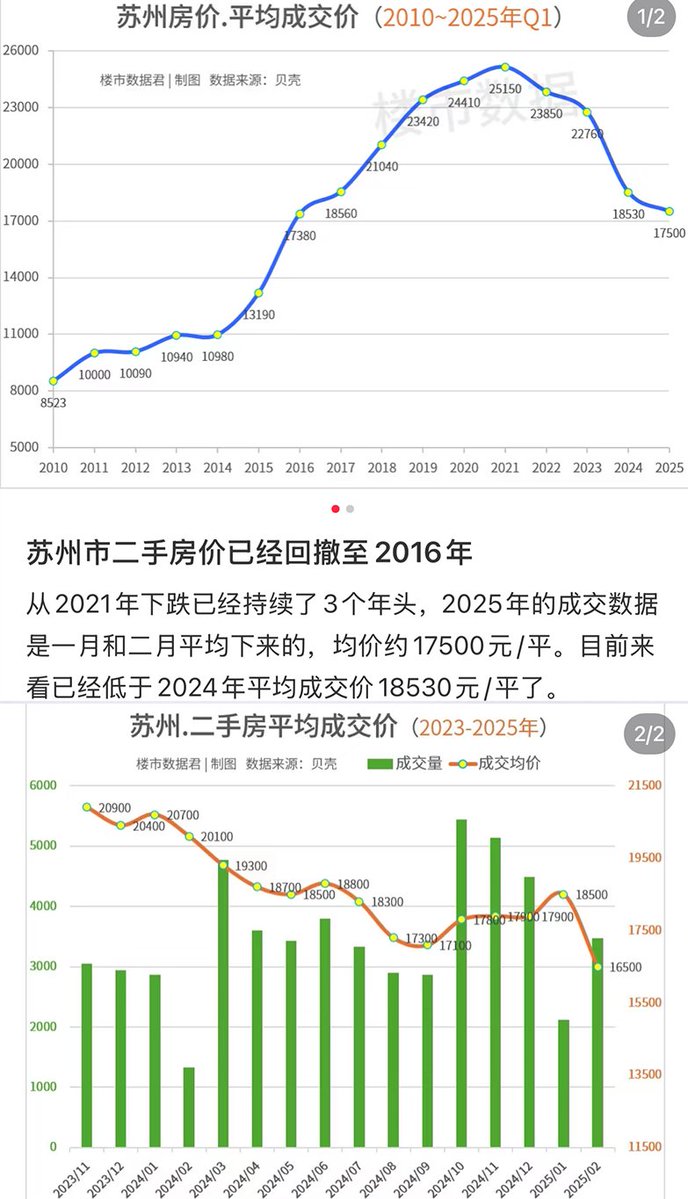 苏州房价.平均成交价（2010~2025年Q1）
1/2
26000
楼市数据君 | 制图 数据来源：贝壳
楼市数据
25150
24410
23850
23420
23000
22760
21040
20000
18560
18530
17380
17500
17000
14000
13190
11000
10940
10980
10000
10090
8523
8000
5000
2010 2011 2012 2013 2014 2015 2016 2017 2018 2019 2020 2021 2022 2023 2024 2025
苏州市二手房价已经回撤至 2016 年
从 2021 年下跌已经持续了 3 个年头，2025 年的成交数据
是一月和二月平均下来的，均价约 17500 元/平。目前来
看已经低于 2024 年平均成交价 18530 元/平了。
苏州.二手房平均成交价（2023-2025年）
2/2
楼市数据君 | 制图 数据来源：贝壳 成交量 成交均价
6000 21500
20900 20400 20700 20100 19300 18700 18500 18800 18300 17300 17100 17800 17900 17900 18500 16500
5000 19500
4000 17500
3000 15500
2000
1000 13500
0 11500
2023/11 2023/12 2024/01 2024/02 2024/03 2024/04 2024/05 2024/06 2024/07 2024/08 2024/09 2024/10 2024/11 2024/12 2025/01 2025/02